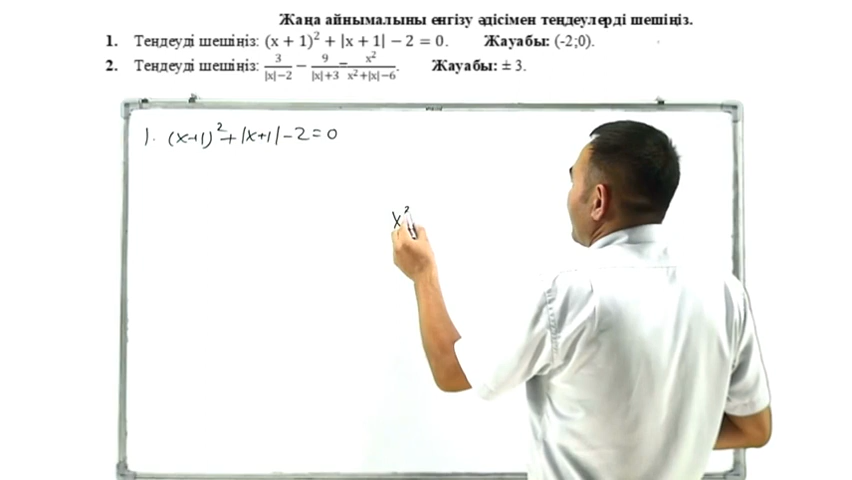 Жаңа айнымалыны енгізу әдісімен теңдеулерді шешіңіз.
1. Теңдеуді шешіңіз: (x + 1)² + |x + 1| − 2 = 0. Жауабы: (-2;0).
2. Теңдеуді шешіңіз: 3/(|x|−2) − 9/(|x|+3) = x²/(x²+|x|−6). Жауабы: ± 3.
1. (x+1)² + |x+1| − 2 = 0
x²